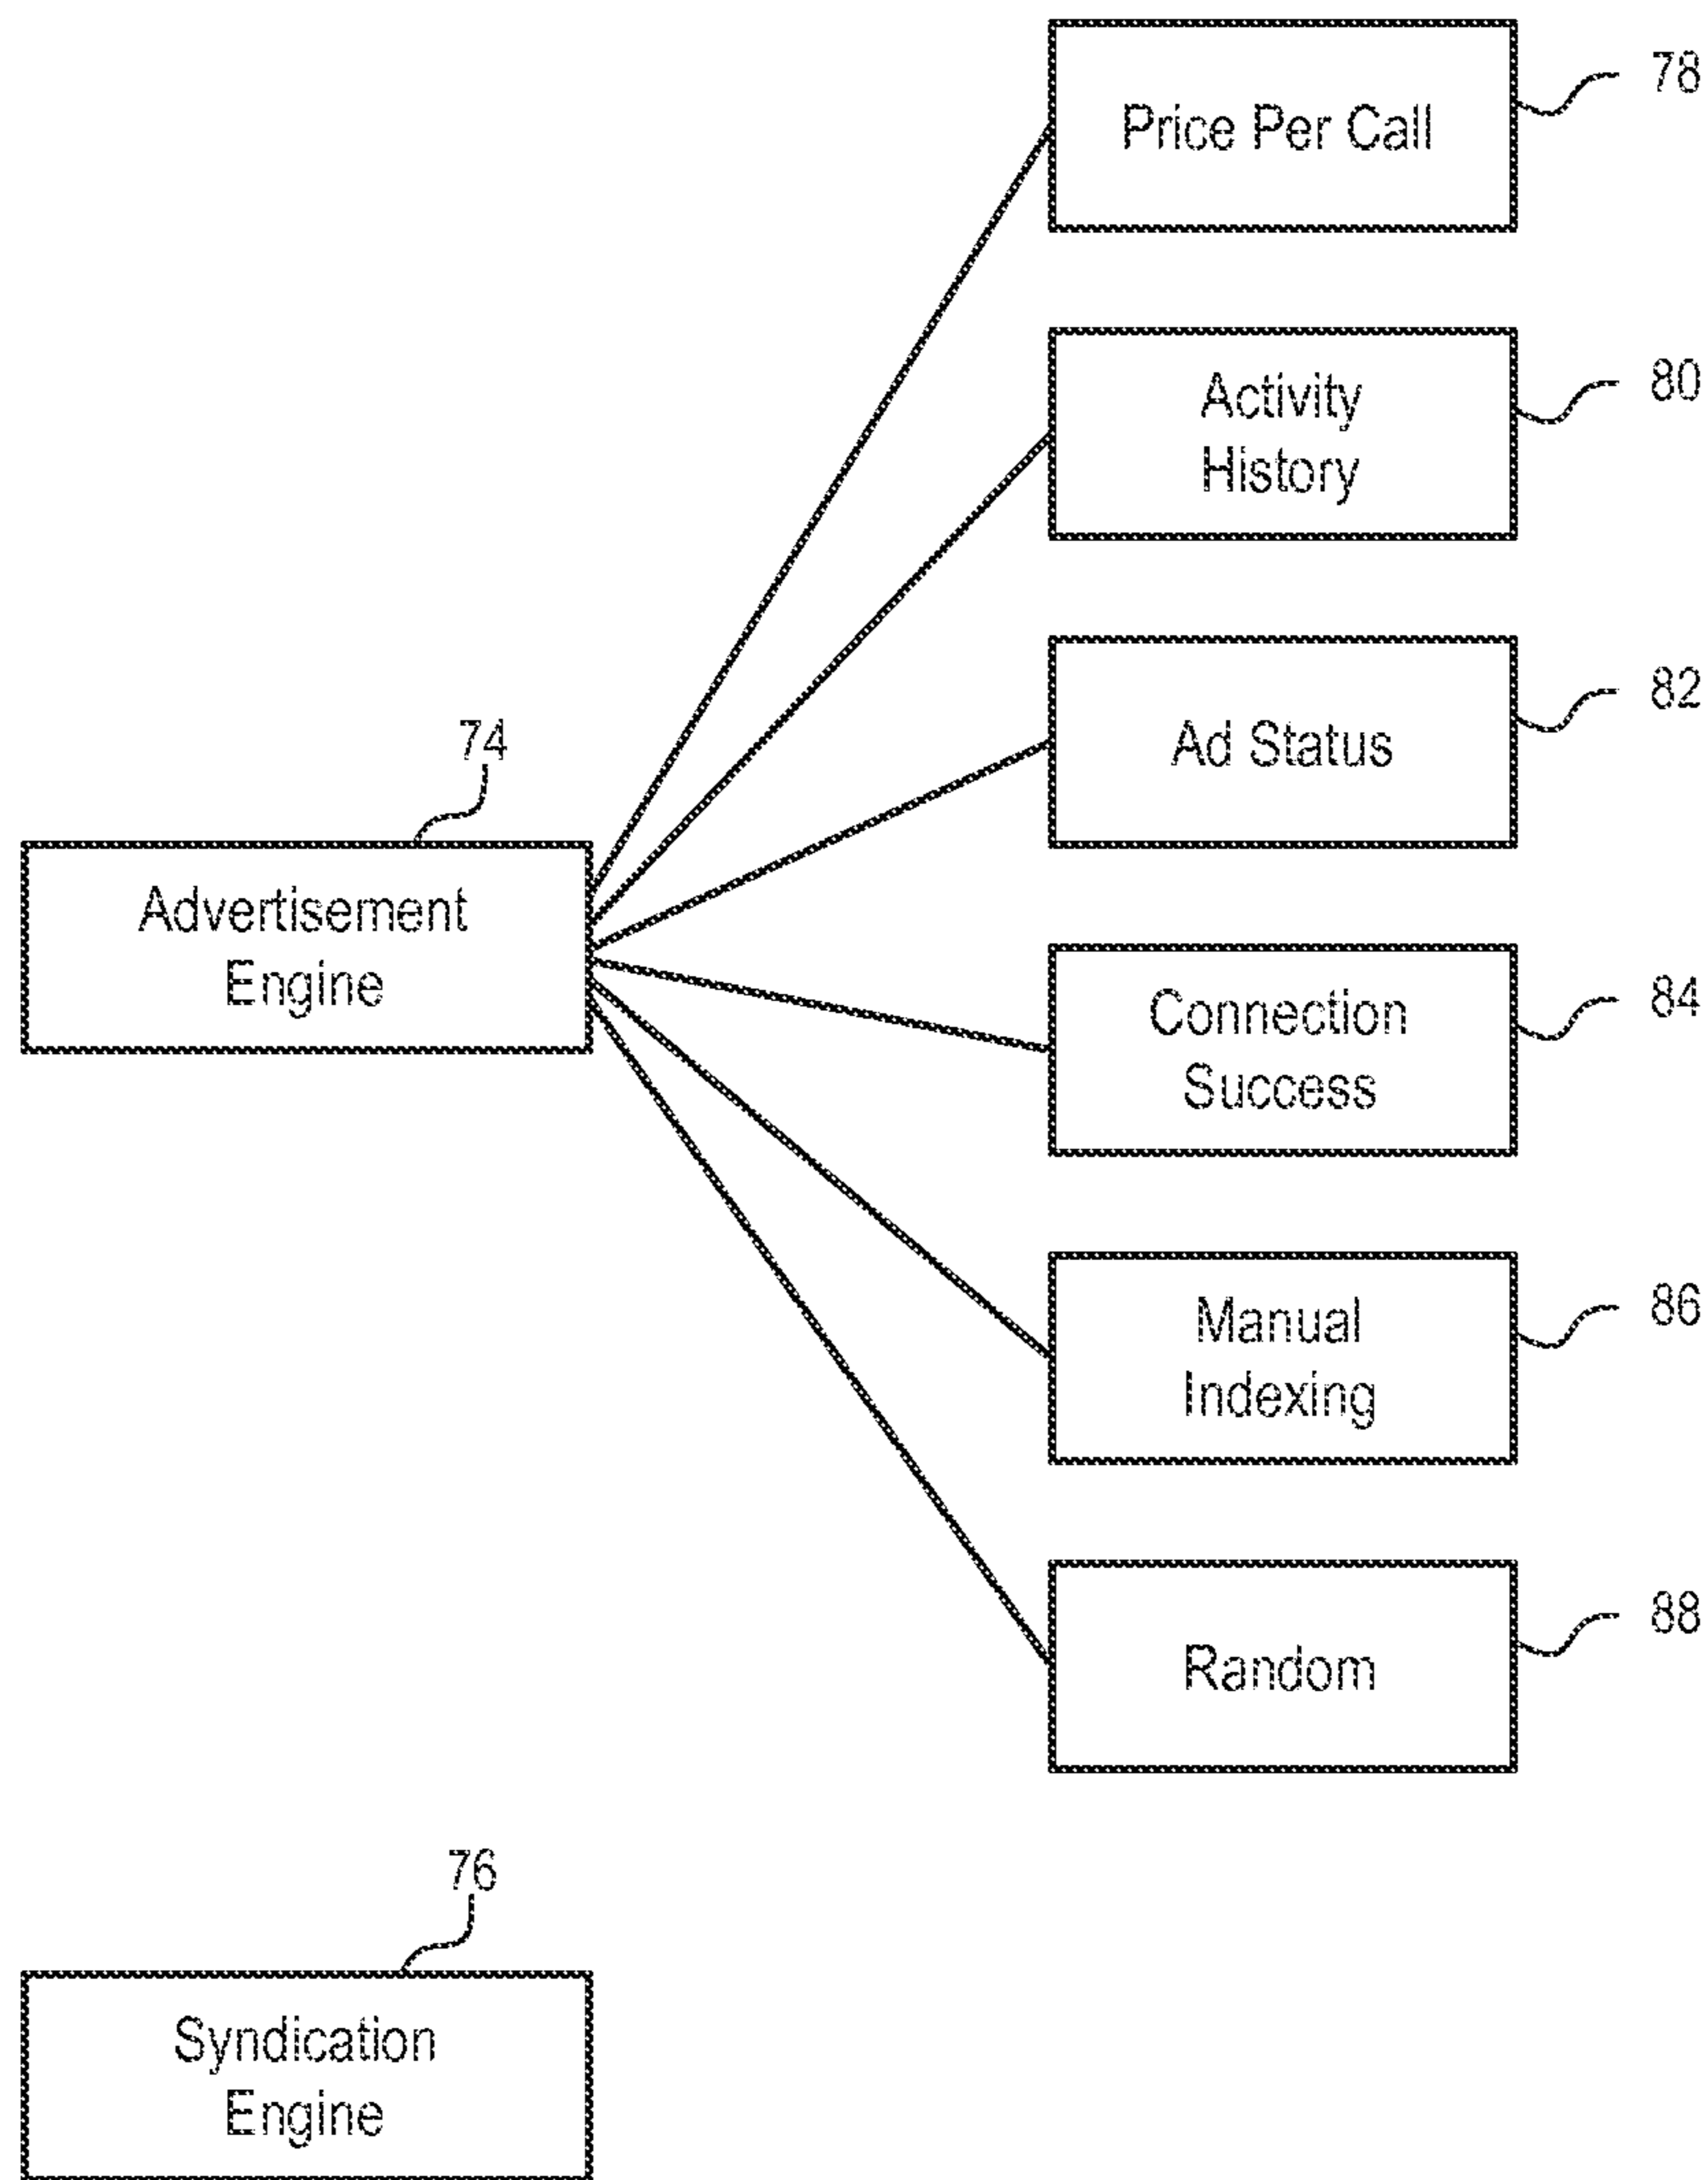 Price Per Call
78
Activity
History
80
Ad Status
82
74
Advertisement
Engine
Connection
Success
84
Manual
Indexing
86
Random
88
76
Syndication
Engine